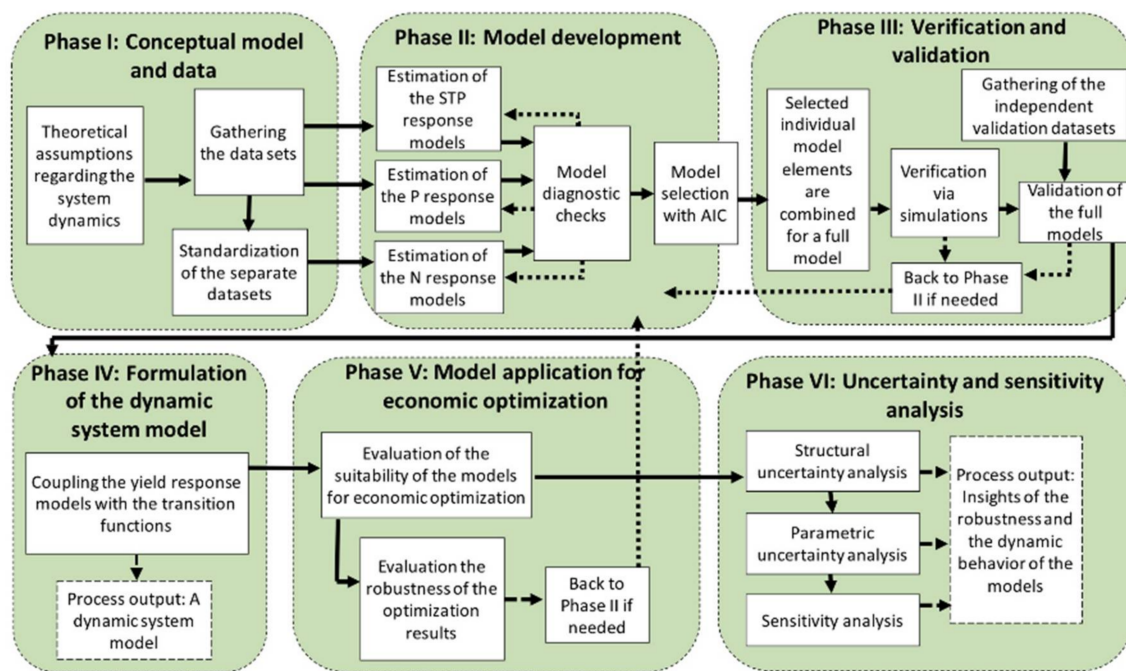 Phase I: Conceptual model
and data
Theoretical
assumptions
regarding the
system
dynamics
Gathering
the data sets
Standardization
of the separate
datasets
Phase II: Model development
Estimation of
the STP
response
models
Estimation of
the P response
models
Estimation of
the N response
models
Model
diagnostic
checks
Model
selection
with AIC
Phase III: Verification and
validation
Selected
individual
model
elements
are
combined
for a full
model
Verification
via
simulations
Gathering of the
independent
validation datasets
Validation of
the full
models
Back to Phase
II if needed
Phase IV: Formulation
of the dynamic
system model
Coupling the yield response
models with the transition
functions
Process output: A
dynamic system
model
Phase V: Model application for
economic optimization
Evaluation of the
suitability of the models
for economic optimization
Evaluation the
robustness of the
optimization
results
Back to
Phase II if
needed
Phase VI: Uncertainty and sensitivity
analysis
Structural
uncertainty analysis
Parametric
uncertainty analysis
Sensitivity analysis
Process output:
Insights of the
robustness and
the dynamic
behavior of the
models